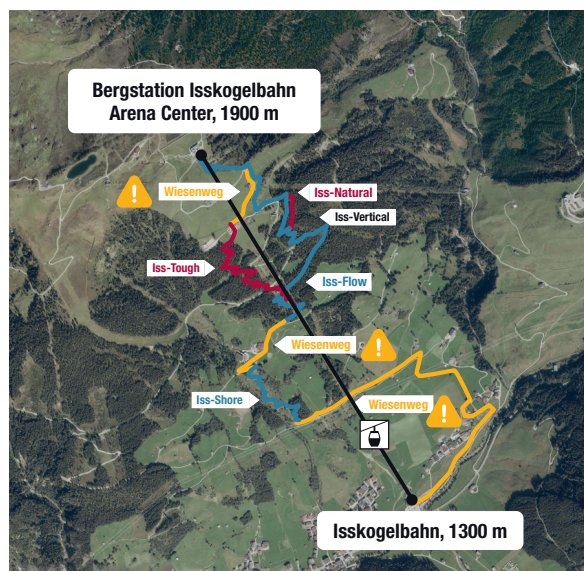 Bergstation Isskogelbahn
Arena Center, 1900 m
!
Wiesenweg
Iss-Natural
Iss-Vertical
Iss-Tough
Iss-Flow
Wiesenweg
!
Iss-Shore
Wiesenweg
!
Isskogelbahn, 1300 m